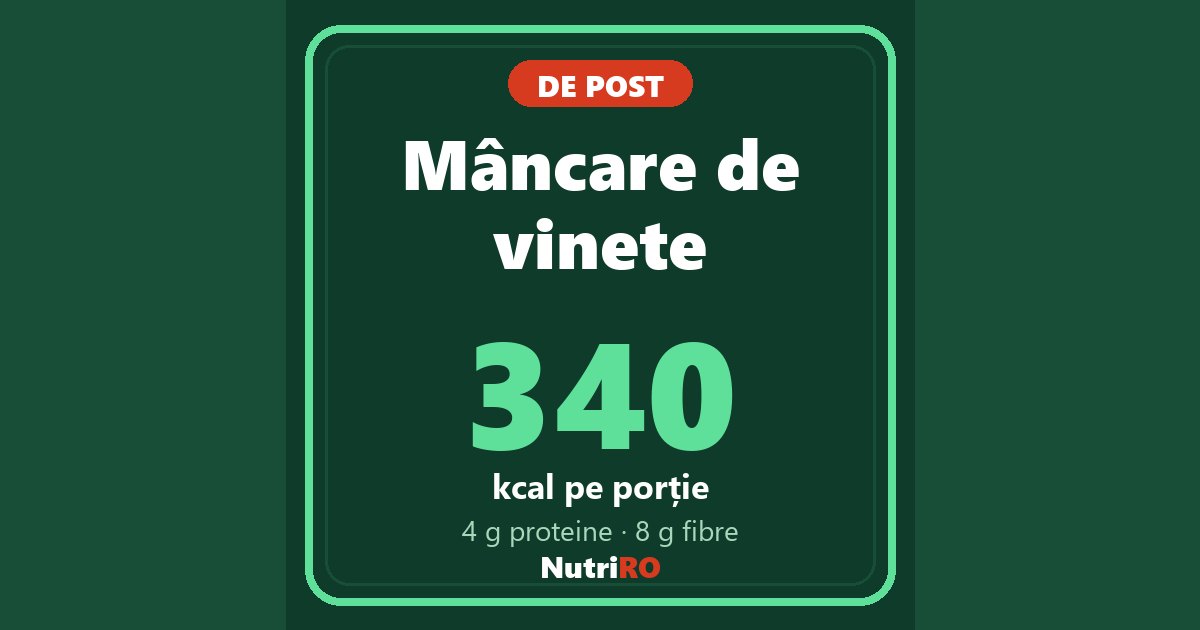 DE POST
Mâncare de
vinete
340
kcal pe porție
4 g proteine · 8 g fibre
NutriRO